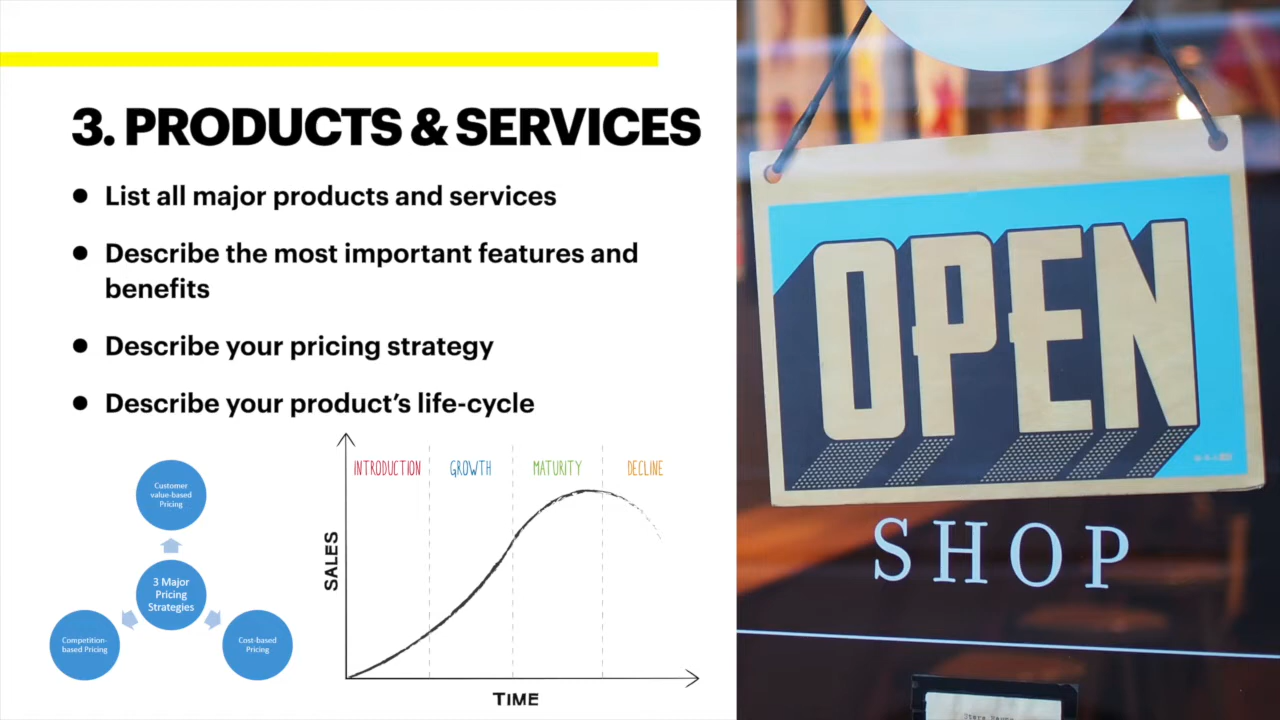 3. PRODUCTS & SERVICES
● List all major products and services
● Describe the most important features and
benefits
● Describe your pricing strategy
● Describe your product’s life-cycle
Customer
value-based
Pricing
3 Major
Pricing
Strategies
Competition-
based Pricing
Cost-based
Pricing
INTRODUCTION
GROWTH
MATURITY
DECLINE
SALES
TIME
OPEN
SHOP